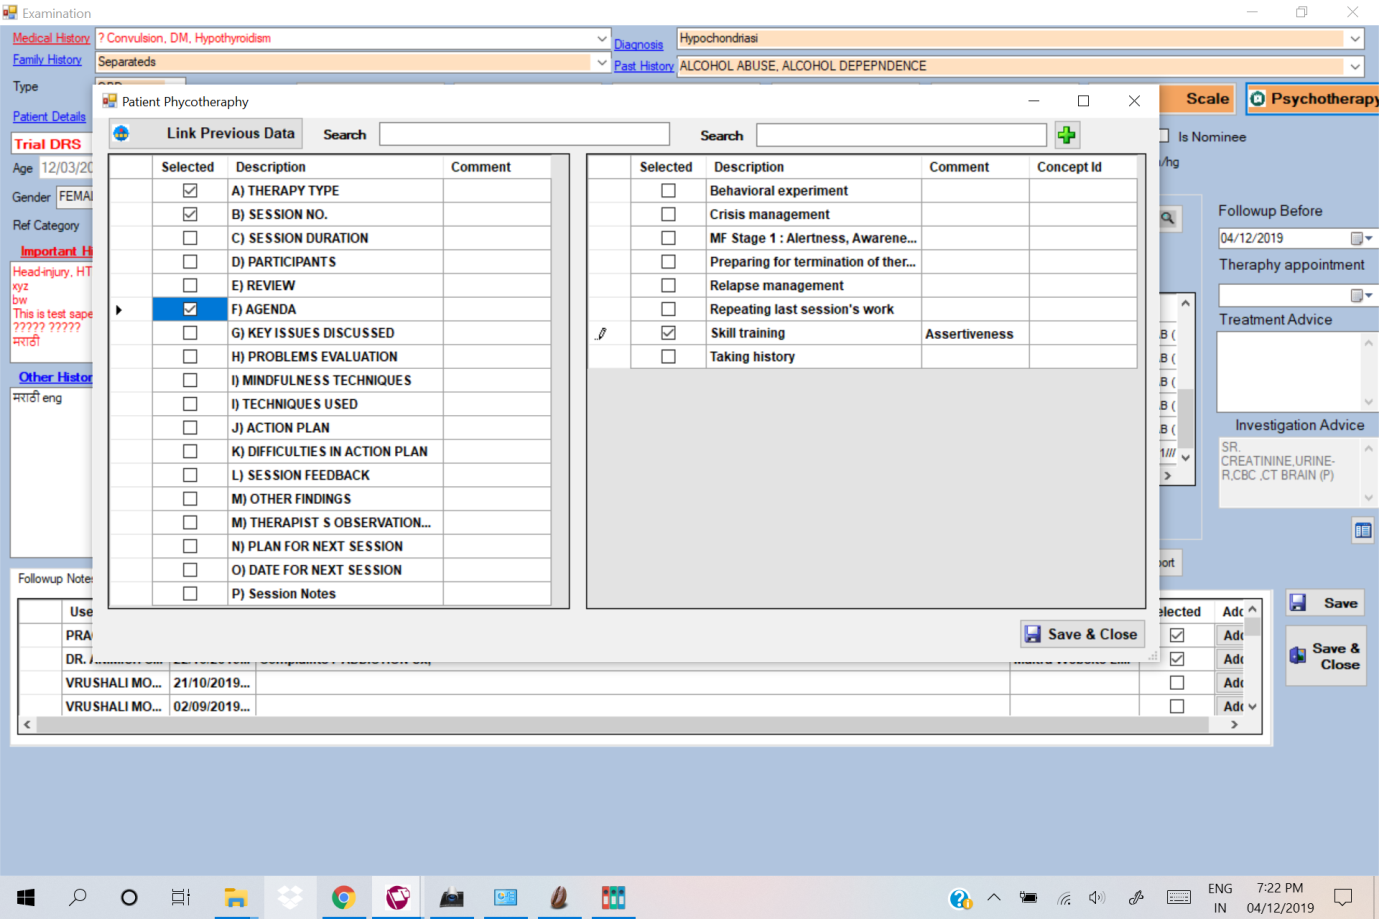 Examination
Medical History ? Convulsion, DM, Hypothyroidism
Diagnosis Hypochondriasi
Family History Separateds
Past History ALCOHOL ABUSE, ALCOHOL DEPEPNDENCE
Type
Patient Details
Trial DRS
Age 12/03/20
Gender FEMA
Ref Category
Important Hi
Head-injury, HT
xyz
bw
This is test sape
????? ?????
मराठी
Other Histor
मराठी eng
Patient Phycotheraphy
Link Previous Data Search Search
Selected Description Comment
A) THERAPY TYPE
B) SESSION NO.
C) SESSION DURATION
D) PARTICIPANTS
E) REVIEW
F) AGENDA
G) KEY ISSUES DISCUSSED
H) PROBLEMS EVALUATION
I) MINDFULNESS TECHNIQUES
I) TECHNIQUES USED
J) ACTION PLAN
K) DIFFICULTIES IN ACTION PLAN
L) SESSION FEEDBACK
M) OTHER FINDINGS
M) THERAPIST S OBSERVATION...
N) PLAN FOR NEXT SESSION
O) DATE FOR NEXT SESSION
P) Session Notes
Selected Description Comment Concept Id
Behavioral experiment
Crisis management
MF Stage 1 : Alertness, Awarene...
Preparing for termination of ther...
Relapse management
Repeating last session's work
Skill training Assertiveness
Taking history
Save & Close
Scale Psychotherapy
Is Nominee
/hg
Followup Before
04/12/2019
Theraphy appointment
Treatment Advice
Investigation Advice
SR.
CREATININE,URINE-
R,CBC ,CT BRAIN (P)
Save
Save &
Close
Followup Notes
Use
elected Add
PRA Add
DR. Add
VRUSHALI MO... 21/10/2019... Add
VRUSHALI MO... 02/09/2019... Add
ENG
IN
7:22 PM
04/12/2019